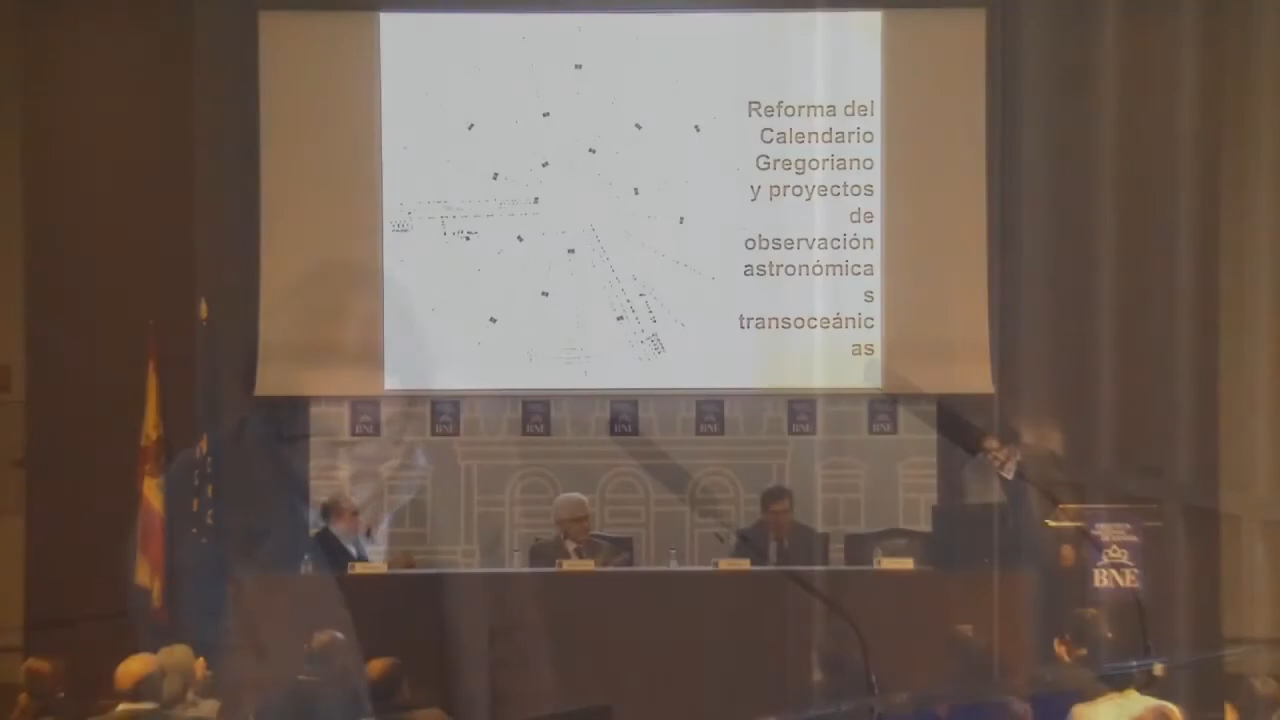 Reforma del
Calendario
Gregoriano
y proyectos
de
observación
astronómica
s
transoceánic
as
BNE
BNE
BNE
BNE
BNE
BNE
BNE
BNE